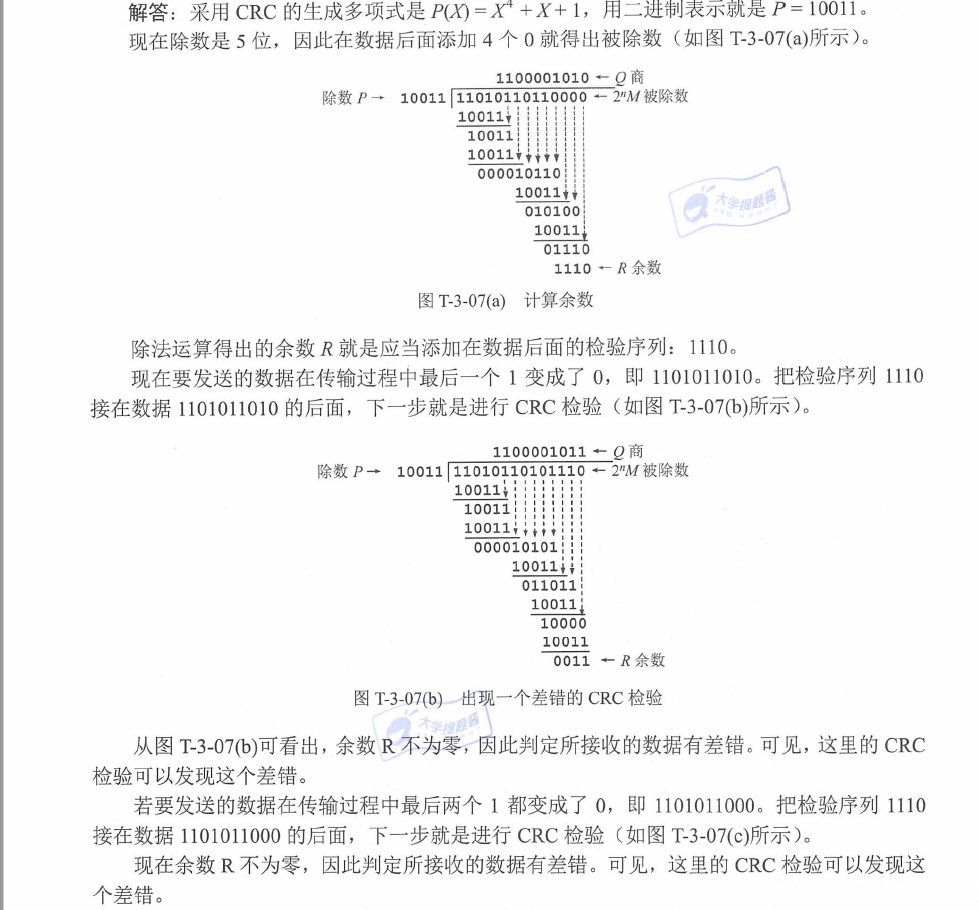 解答：采用 CRC 的生成多项式是 P(X) = X⁴ + X + 1，用二进制表示就是 P = 10011。
现在除数是 5 位，因此在数据后面添加 4 个 0 就得出被除数（如图 T-3-07(a)所示）。
1100001010 ← Q 商
除数 P → 10011 11010110110000 ← 2ⁿM 被除数
10011
10011
10011
000010110
10011
010100
10011
01110
1110 ← R 余数
图 T-3-07(a) 计算余数
除法运算得出的余数 R 就是应当添加在数据后面的检验序列：1110。
现在要发送的数据在传输过程中最后一个 1 变成了 0，即 1101011010。把检验序列 1110
接在数据 1101011010 的后面，下一步就是进行 CRC 检验（如图 T-3-07(b)所示）。
1100001011 ← Q 商
除数 P → 10011 11010110101110 ← 2ⁿM 被除数
10011
10011
10011
000010101
10011
011011
10011
10000
10011
0011 ← R 余数
图 T-3-07(b) 出现一个差错的 CRC 检验
从图 T-3-07(b)可看出，余数 R 不为零，因此判定所接收的数据有差错。可见，这里的 CRC
检验可以发现这个差错。
若要发送的数据在传输过程中最后两个 1 都变成了 0，即 1101011000。把检验序列 1110
接在数据 1101011000 的后面，下一步就是进行 CRC 检验（如图 T-3-07(c)所示）。
现在余数 R 不为零，因此判定所接收的数据有差错。可见，这里的 CRC 检验可以发现这
个差错。
大学搜题酱
大学搜题酱